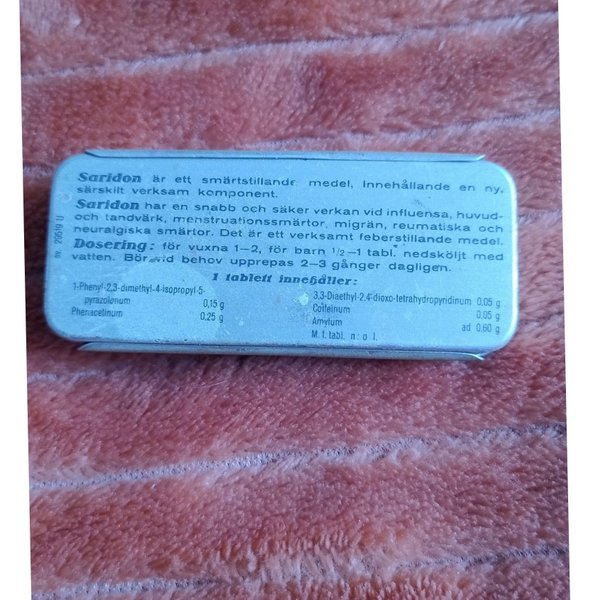 Saridon är ett smärtstillande medel, innehållande en ny,
särskilt verksam komponent.
Saridon har en snabb och säker verkan vid influensa, huvud-
och tandvärk, menstruationssmärtor, migrän, reumatiska och
neuralgiska smärtor. Det är ett verksamt feberstillande medel.
Dosering: för vuxna 1–2, för barn 1/2–1 tabl. nedsköljt med
vatten. Bör vid behov upprepas 2–3 gånger dagligen.
1 tablett innehåller:
1-Phenyl-2,3-dimethyl-4-isopropyl-5-
pyrazolonum 0,15 g
Phenacetinum 0,25 g
3,3-Diaethyl-2,4-dioxo-tetrahydropyridinum 0,05 g
Coffeinum 0,05 g
Amylum ad 0,60 g
M. f. tabl. n:o I.
nr. 29519 U